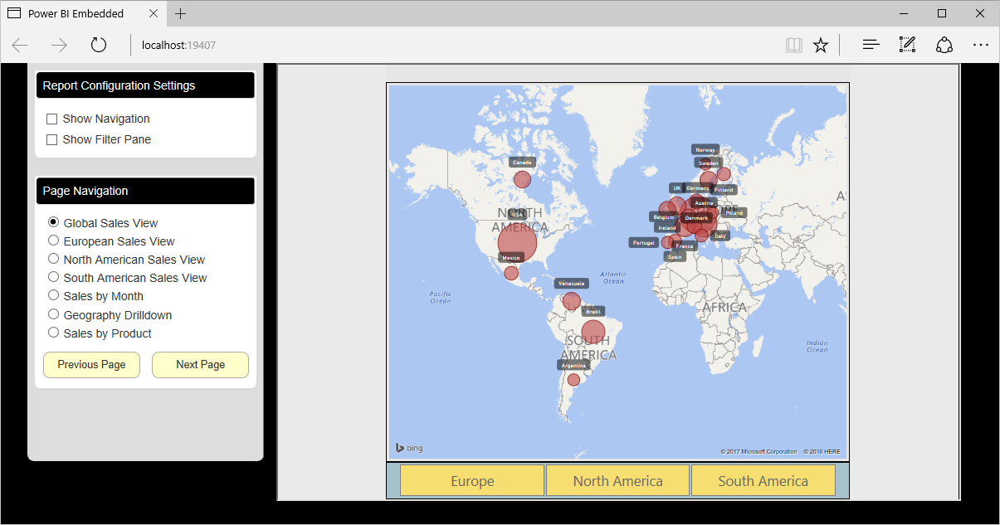 Power BI Embedded
localhost:19407
Report Configuration Settings
Show Navigation
Show Filter Pane
Page Navigation
Global Sales View
European Sales View
North American Sales View
South American Sales View
Sales by Month
Geography Drilldown
Sales by Product
Previous Page
Next Page
Norway
Canada
Sweden
UK
Germany
Finland
Austria
NORTH
AMERICA
USA
OPE
Poland
Belgium
Denmark
Ireland
Italy
Portugal
France
Spain
Mexico
A
Atlantic
Ocean
Venezuela
Pacific
Ocean
Brazil
AFRICA
SOUTH
AMERICA
Argentina
Indian
Ocean
bing
© 2017 Microsoft Corporation © 2016 HERE
Europe
North America
South America